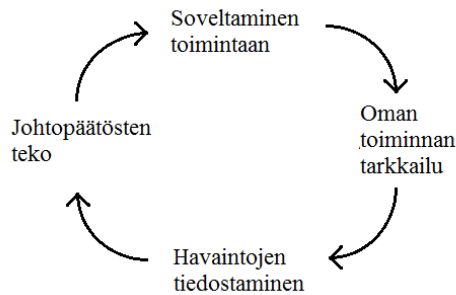 Soveltaminen
toimintaan
Oman
toiminnan
tarkkailu
Havaintojen
tiedostaminen
Johtopäätösten
teko